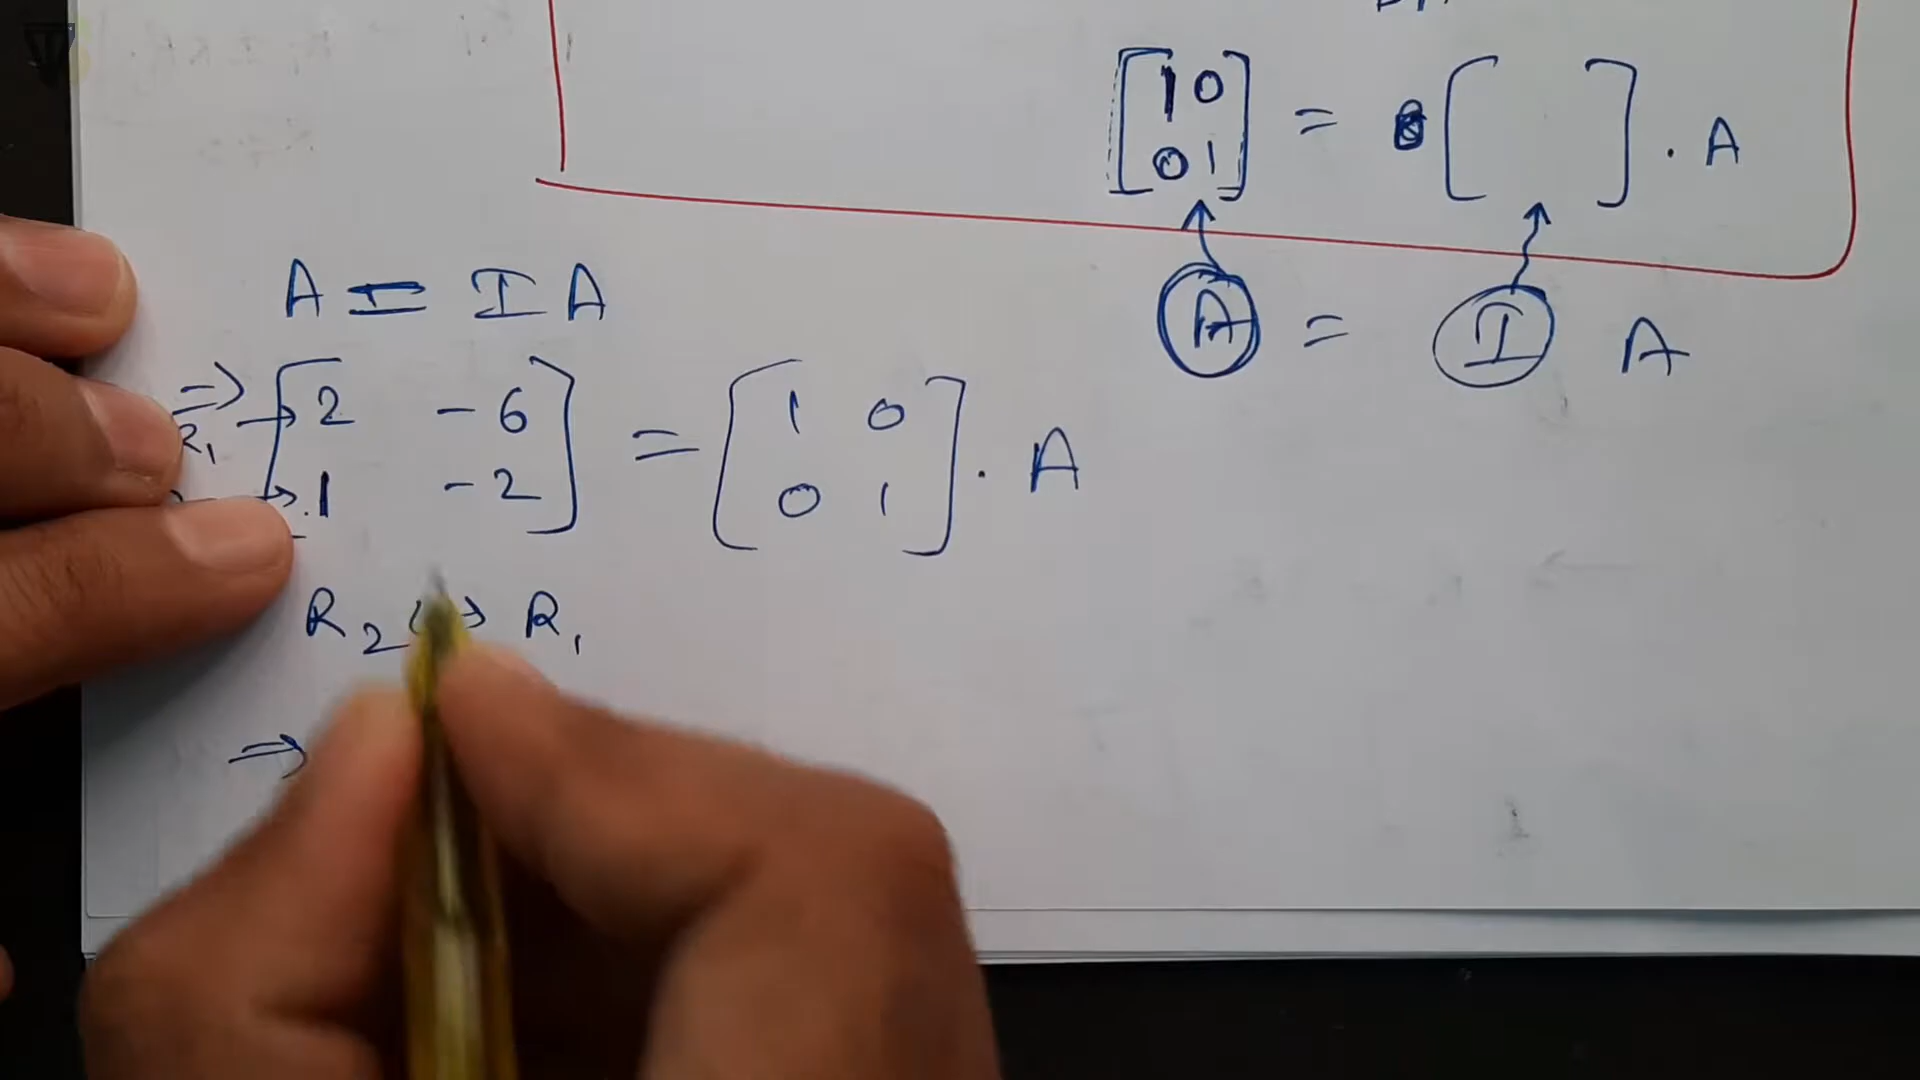 [1 0
0 1] = [ ] . A
A = I A
A = I A
⇒ R₁ → [2 -6
→ 1 -2] = [1 0
0 1] . A
R₂ ↔ R₁
⇒